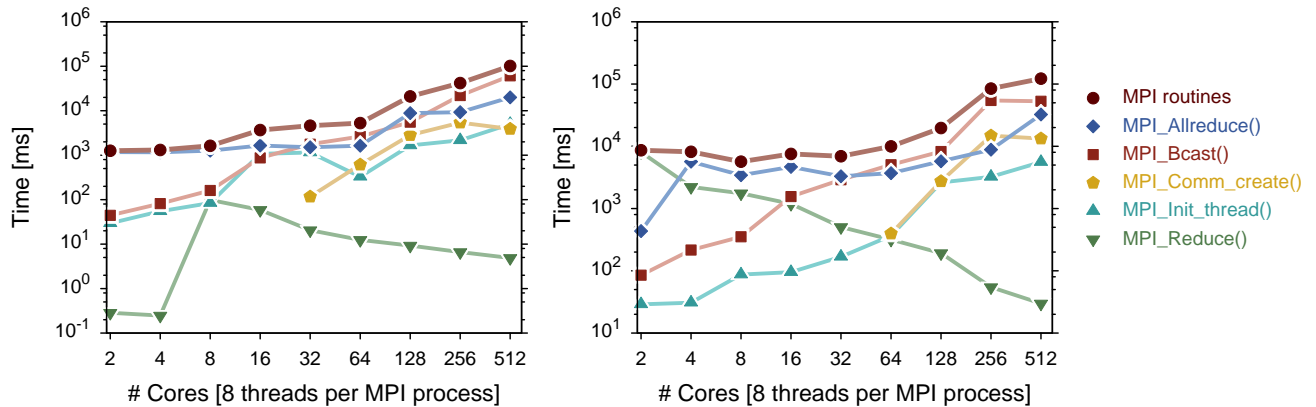 10^6
10^5
10^4
10^3
10^2
10^1
10^0
10^-1
Time [ms]
2 4 8 16 32 64 128 256 512
# Cores [8 threads per MPI process]
10^6
10^5
10^4
10^3
10^2
10^1
Time [ms]
2 4 8 16 32 64 128 256 512
# Cores [8 threads per MPI process]
MPI routines
MPI_Allreduce()
MPI_Bcast()
MPI_Comm_create()
MPI_Init_thread()
MPI_Reduce()